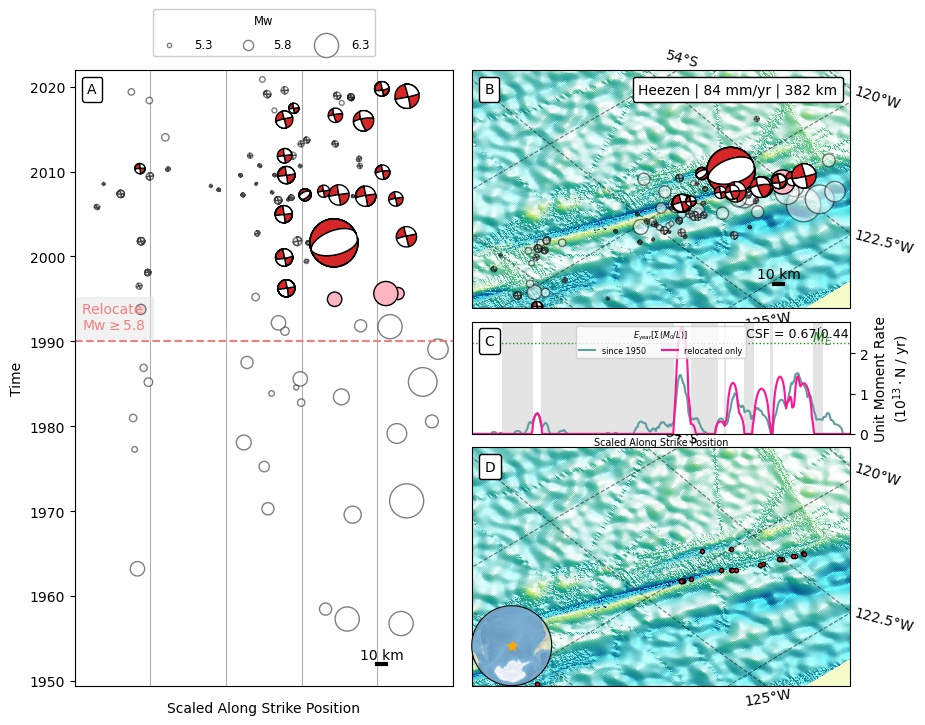 Mw
5.3 5.8 6.3
A
2020
2010
2000
1990
1980
1970
1960
1950
Time
Relocate
Mw ≥ 5.8
10 km
Scaled Along Strike Position
54°S
B
Heezen | 84 mm/yr | 382 km
120°W
122.5°W
10 km
125°W
C
E_year[Σ(M₀/L)]
since 1950 relocated only
CSF = 0.67|0.44
2
1
0
Unit Moment Rate
(10¹³ · N / yr)
Scaled Along Strike Position
D
120°W
122.5°W
125°W